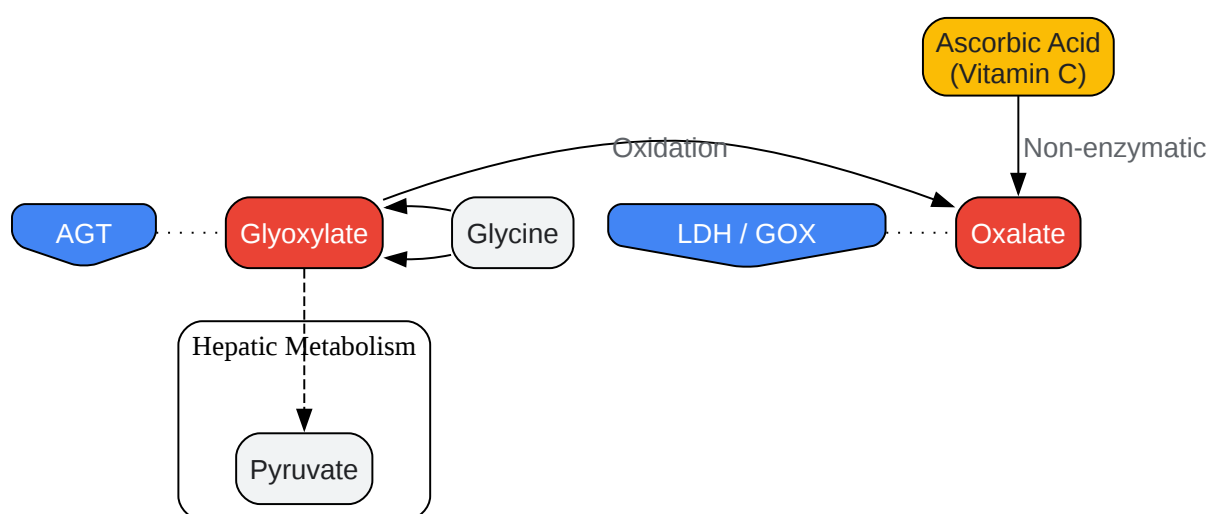 Ascorbic Acid
(Vitamin C)
Oxidation
Non-enzymatic
AGT
Glyoxylate
Glycine
LDH / GOX
Oxalate
Hepatic Metabolism
Pyruvate